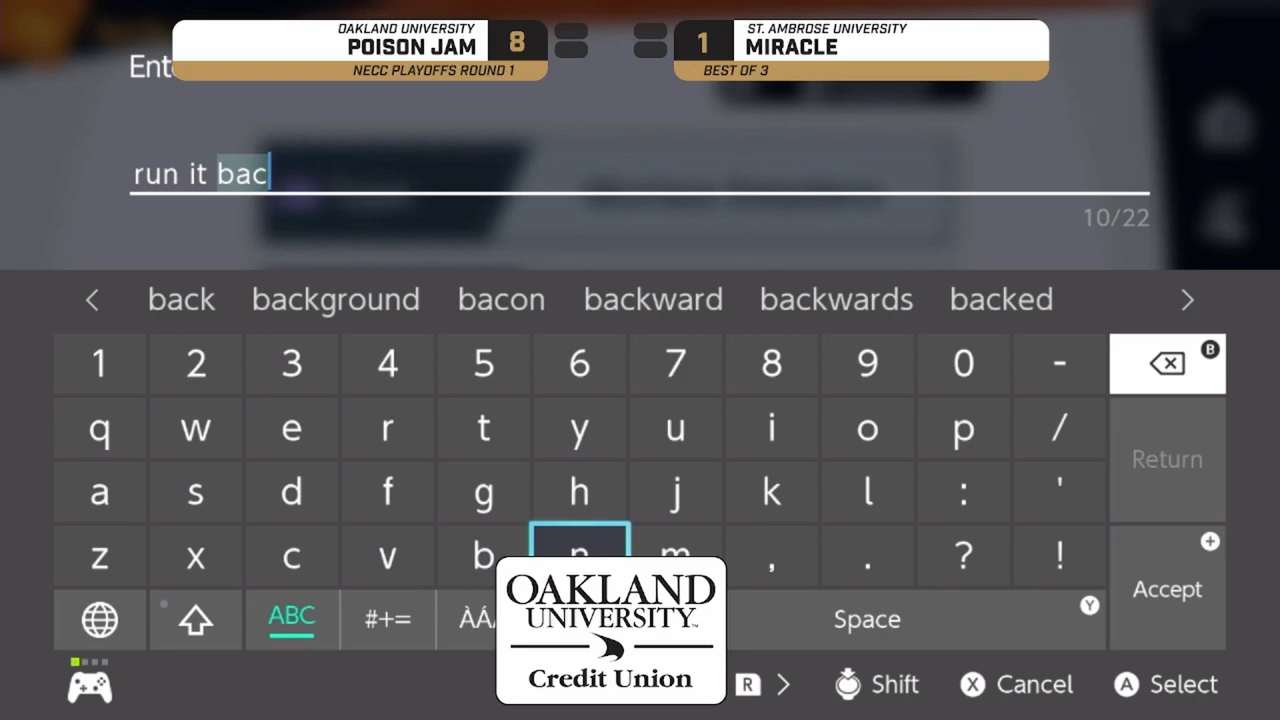 OAKLAND UNIVERSITY
POISON JAM 8
NECC PLAYOFFS ROUND 1
ST. AMBROSE UNIVERSITY
1 MIRACLE
BEST OF 3
run it bac
10/22
< back background bacon backward backwards backed >
1 2 3 4 5 6 7 8 9 0 - B
q w e r t y u i o p /
Return
a s d f g h j k l : '
z x c v b n m , . ? ! +
Accept
ABC #+= Space Y
OAKLAND
UNIVERSITY™
Credit Union
R > Shift X Cancel A Select